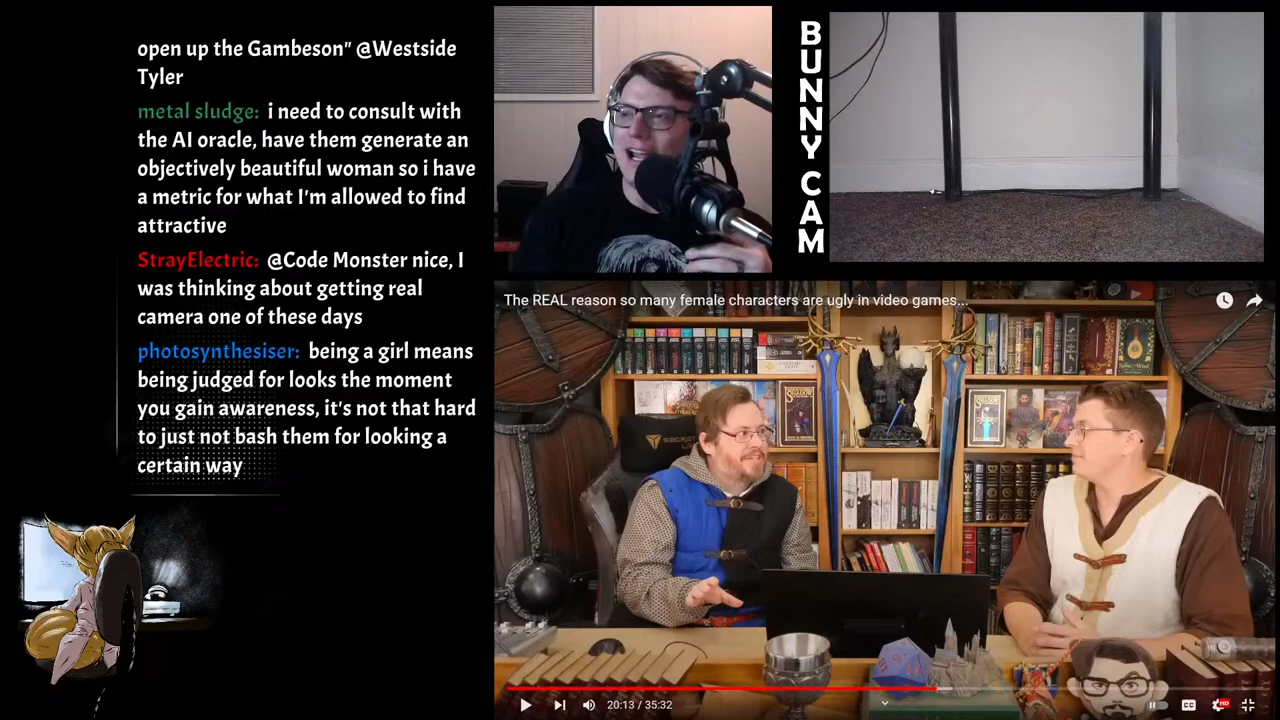 open up the Gambeson" @Westside
Tyler
metal sludge: i need to consult with
the AI oracle, have them generate an
objectively beautiful woman so i have
a metric for what I'm allowed to find
attractive
StrayElectric: @Code Monster nice, I
was thinking about getting real
camera one of these days
photosynthesiser: being a girl means
being judged for looks the moment
you gain awareness, it's not that hard
to just not bash them for looking a
certain way
BUNNY CAM
The REAL reason so many female characters are ugly in video games...
20:13 / 35:32
CC
HD